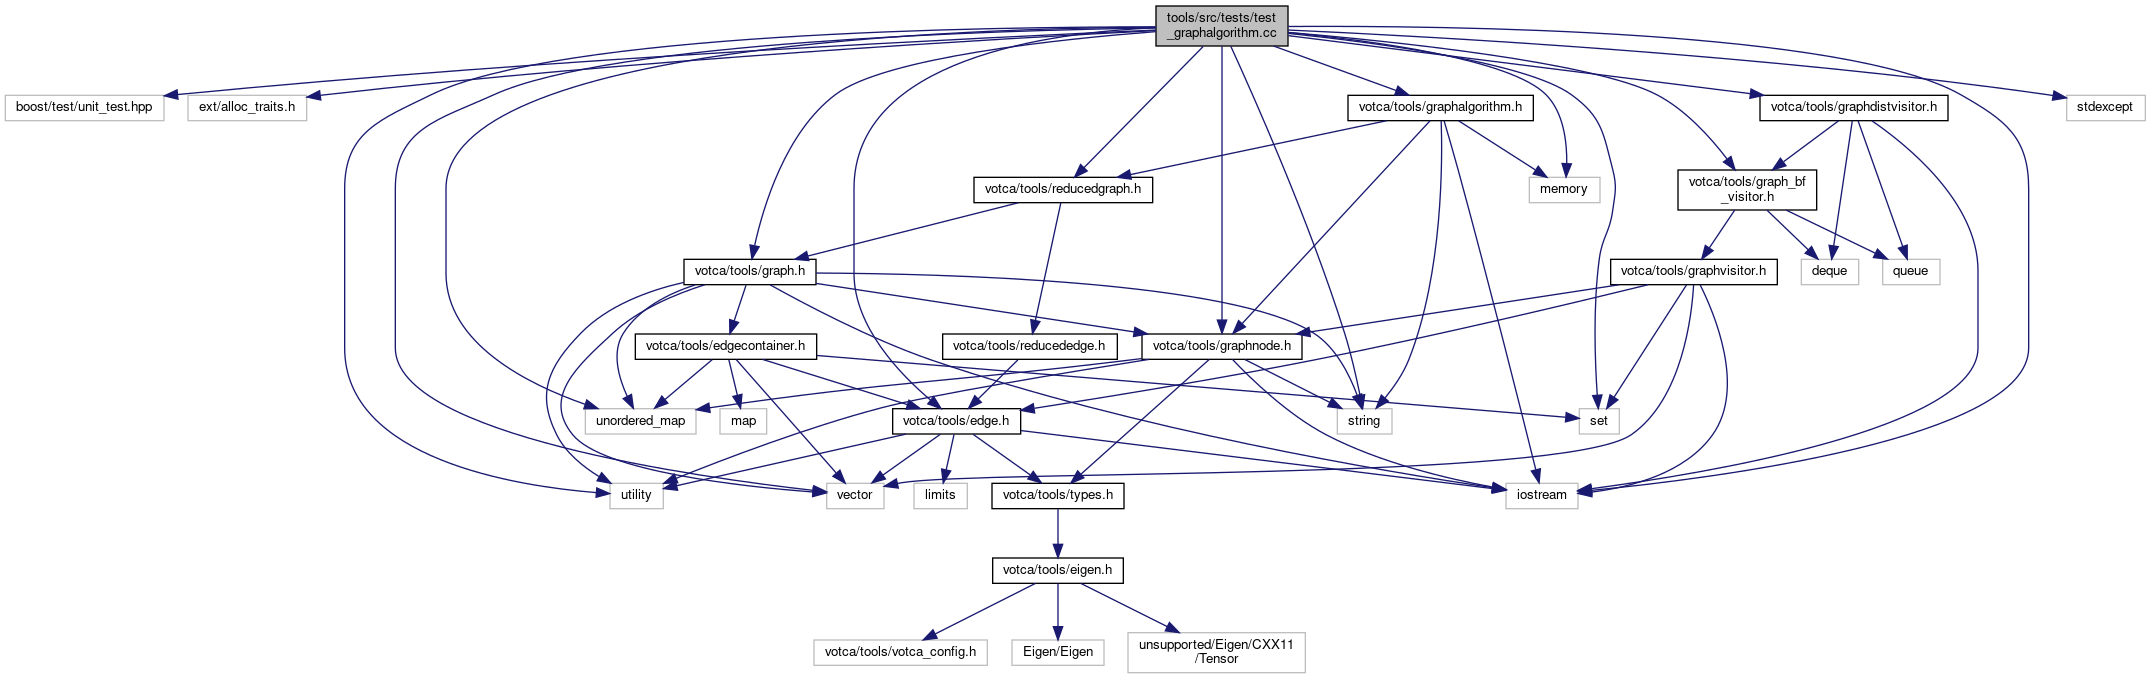 tools/src/tests/test
_graphalgorithm.cc
boost/test/unit_test.hpp
ext/alloc_traits.h
votca/tools/graphalgorithm.h
votca/tools/graphdistvisitor.h
stdexcept
votca/tools/reducedgraph.h
memory
votca/tools/graph_bf
_visitor.h
votca/tools/graph.h
votca/tools/graphvisitor.h
deque
queue
votca/tools/edgecontainer.h
votca/tools/reducededge.h
votca/tools/graphnode.h
unordered_map
map
votca/tools/edge.h
string
set
utility
vector
limits
votca/tools/types.h
iostream
votca/tools/eigen.h
votca/tools/votca_config.h
Eigen/Eigen
unsupported/Eigen/CXX11
/Tensor